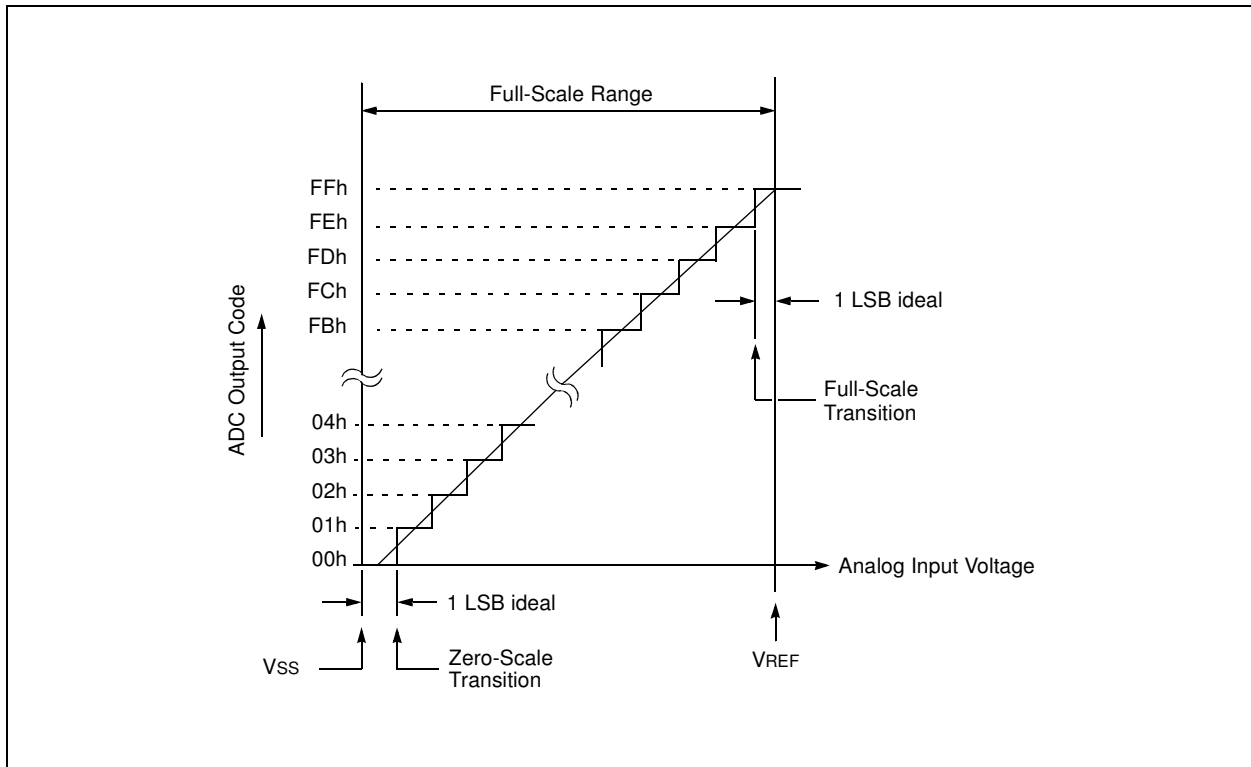 Full-Scale Range
FFh
FEh
FDh
FCh
FBh
1 LSB ideal
ADC Output Code
Full-Scale
Transition
04h
03h
02h
01h
00h
Analog Input Voltage
1 LSB ideal
VSS
Zero-Scale
Transition
VREF